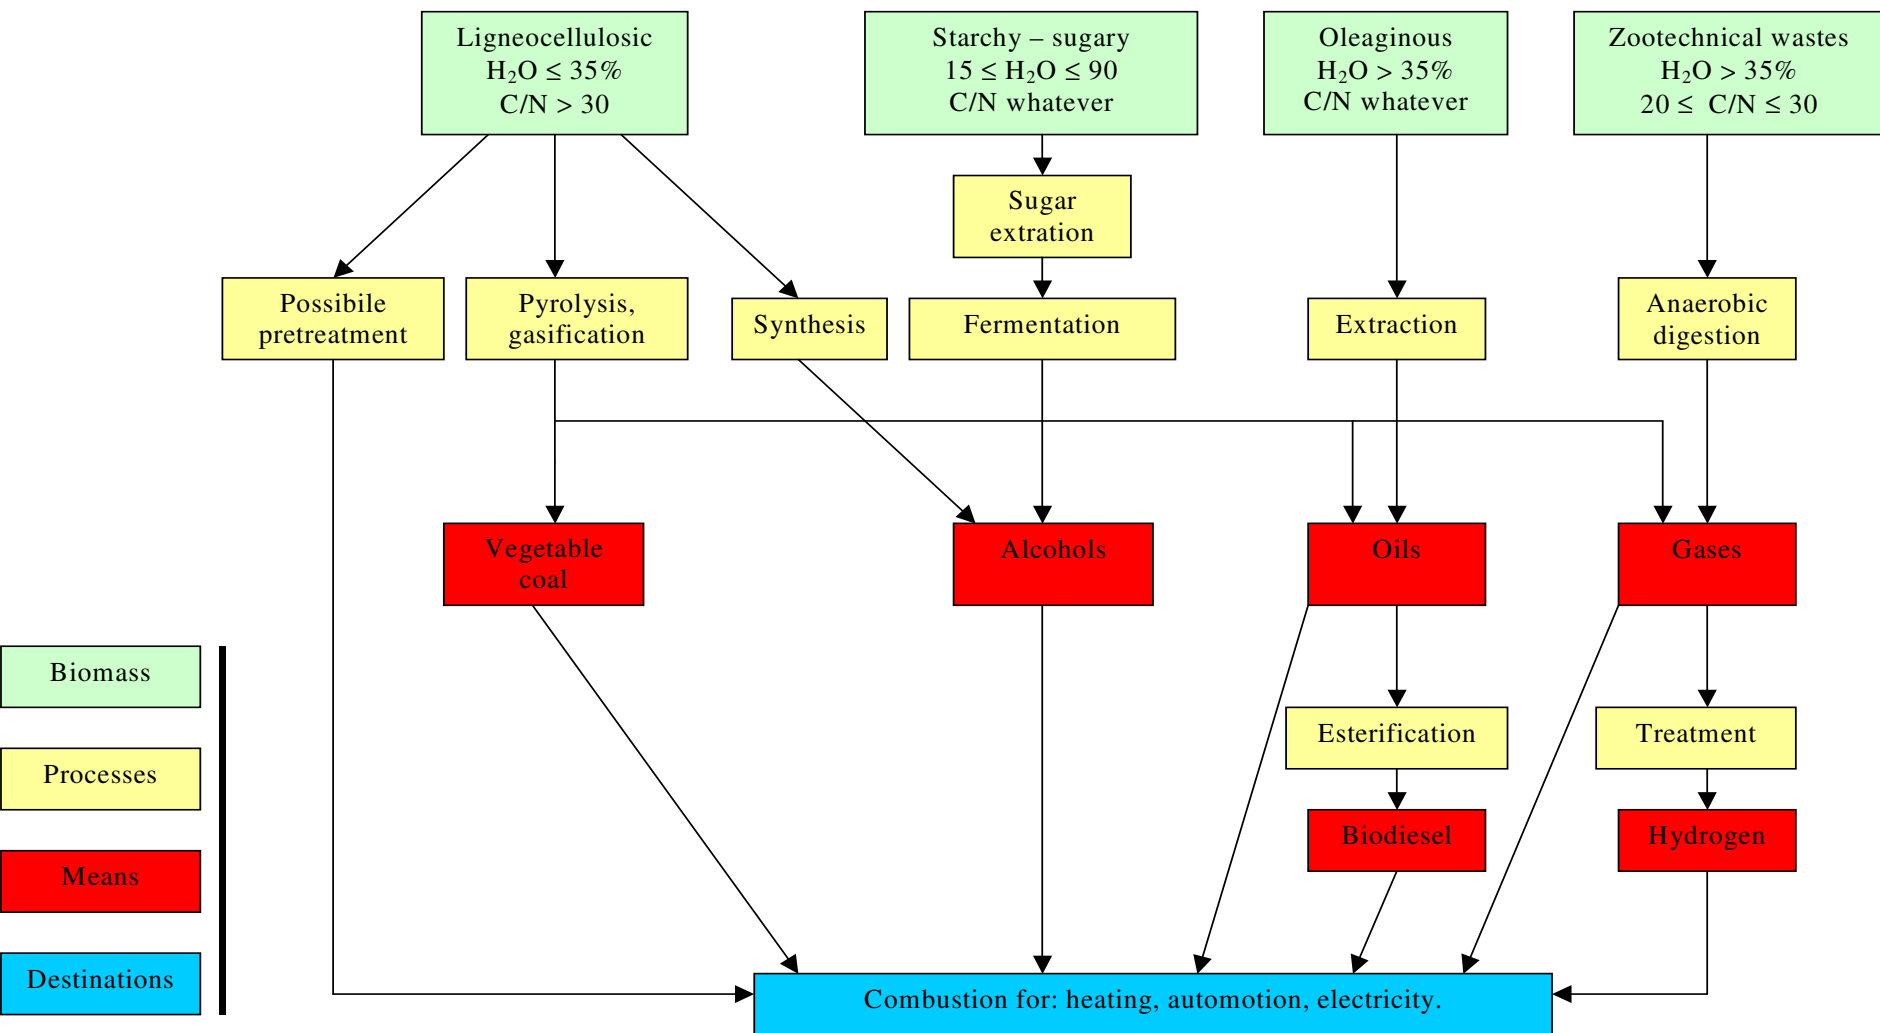 Ligneocellulosic
H₂O ≤ 35%
C/N > 30
Starchy – sugary
15 ≤ H₂O ≤ 90
C/N whatever
Oleaginous
H₂O > 35%
C/N whatever
Zootechnical wastes
H₂O > 35%
20 ≤ C/N ≤ 30
Sugar
extration
Possibile
pretreatment
Pyrolysis,
gasification
Synthesis
Fermentation
Extraction
Anaerobic
digestion
Vegetable
coal
Alcohols
Oils
Gases
Biomass
Processes
Means
Destinations
Esterification
Treatment
Biodiesel
Hydrogen
Combustion for: heating, automotion, electricity.